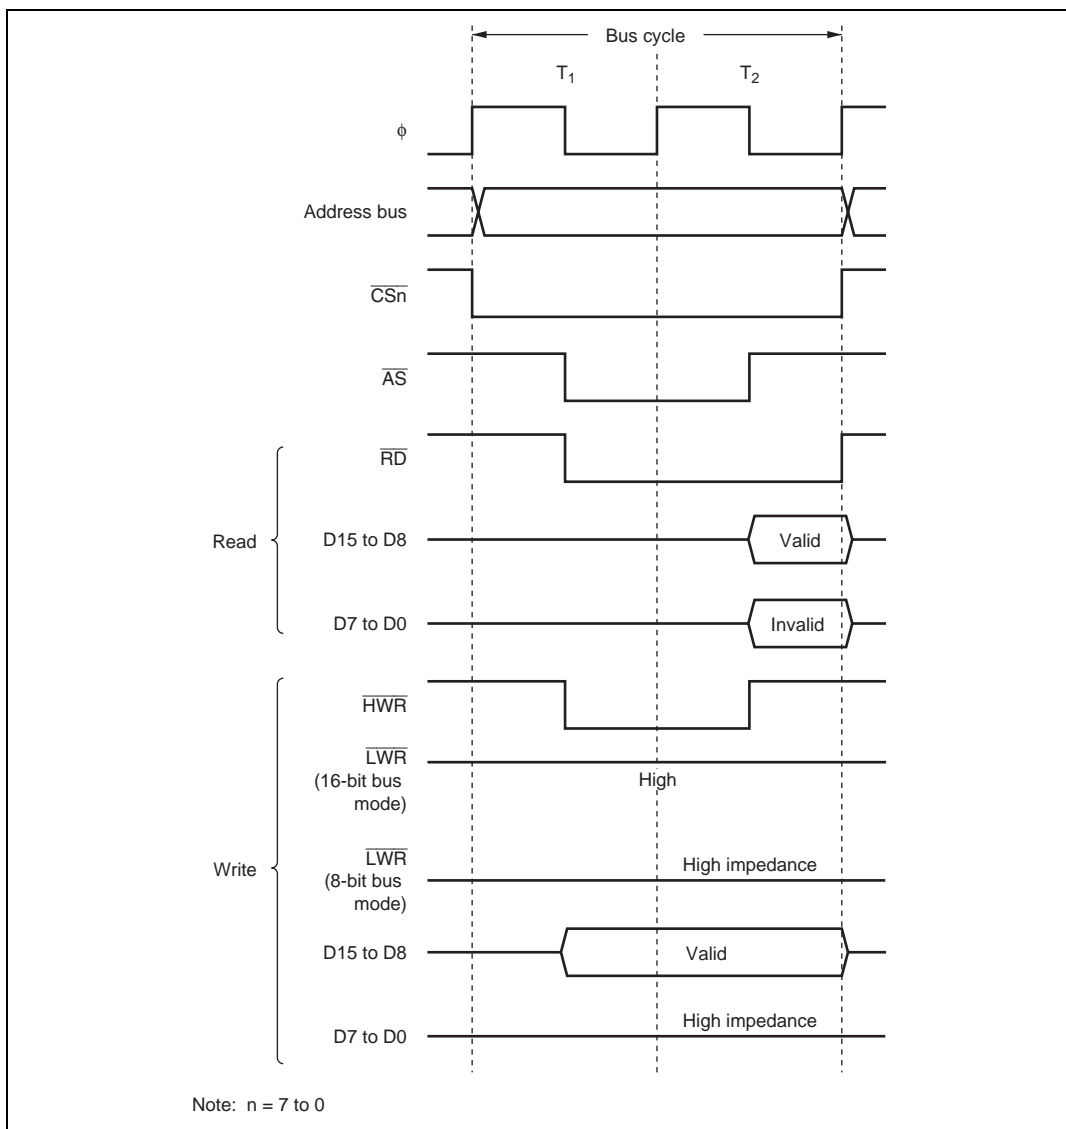 Bus cycle
T1 T2
ϕ
Address bus
CSn
AS
RD
Read
D15 to D8
Valid
D7 to D0
Invalid
HWR
LWR
(16-bit bus
mode)
High
Write
LWR
(8-bit bus
mode)
High impedance
D15 to D8
Valid
D7 to D0
High impedance
Note: n = 7 to 0